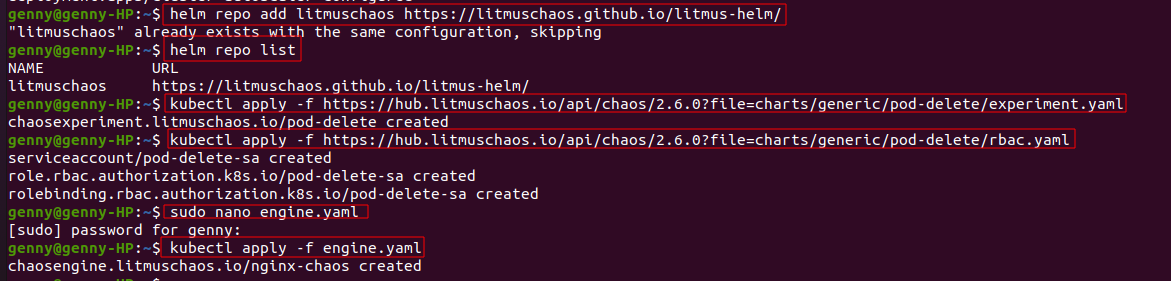 genny@genny-HP:~$ helm repo add litmuschaos https://litmuschaos.github.io/litmus-helm/
"litmuschaos" already exists with the same configuration, skipping
genny@genny-HP:~$ helm repo list
NAME URL
litmuschaos https://litmuschaos.github.io/litmus-helm/
genny@genny-HP:~$ kubectl apply -f https://hub.litmuschaos.io/api/chaos/2.6.0?file=charts/generic/pod-delete/experiment.yaml
chaosexperiment.litmuschaos.io/pod-delete created
genny@genny-HP:~$ kubectl apply -f https://hub.litmuschaos.io/api/chaos/2.6.0?file=charts/generic/pod-delete/rbac.yaml
serviceaccount/pod-delete-sa created
role.rbac.authorization.k8s.io/pod-delete-sa created
rolebinding.rbac.authorization.k8s.io/pod-delete-sa created
genny@genny-HP:~$ sudo nano engine.yaml
[sudo] password for genny:
genny@genny-HP:~$ kubectl apply -f engine.yaml
chaosengine.litmuschaos.io/nginx-chaos created